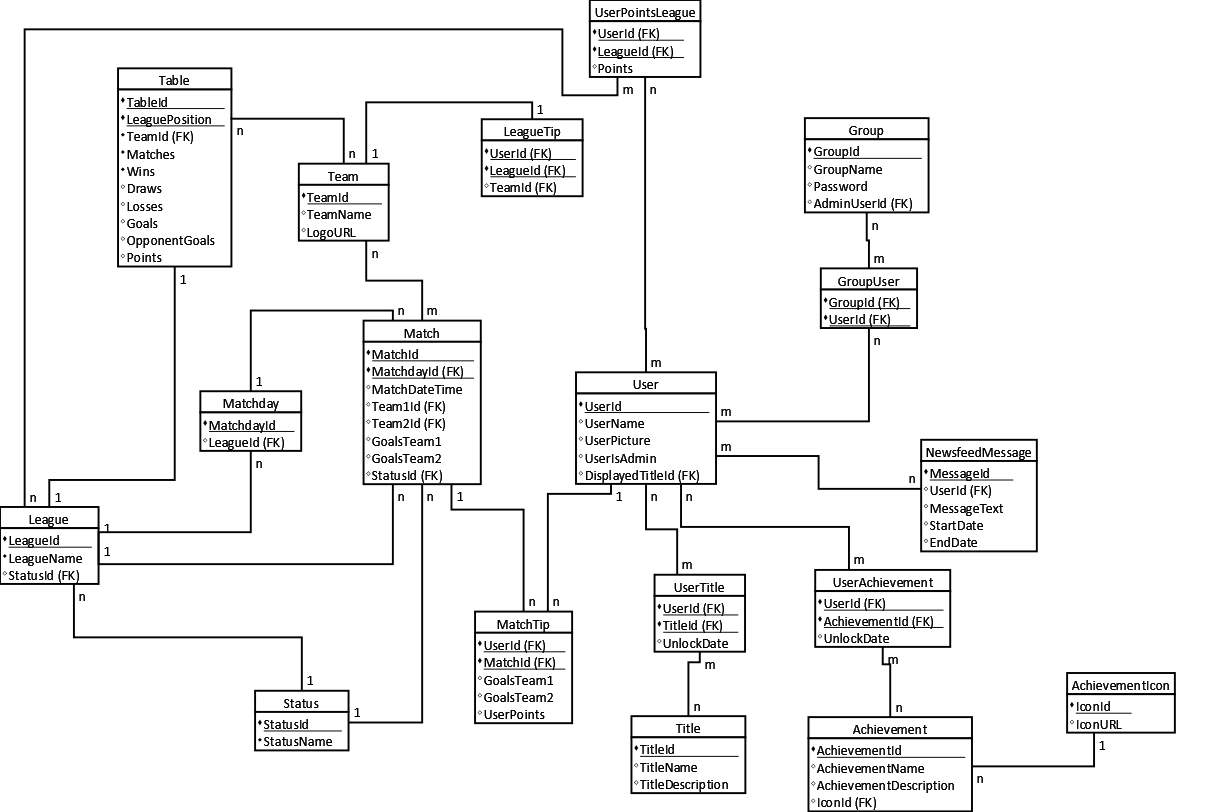 UserPointsLeague
UserId (FK)
LeagueId (FK)
Points
m
n
Table
TableId
LeaguePosition
TeamId (FK)
Matches
Wins
Draws
Losses
Goals
OpponentGoals
Points
n
1
1
LeagueTip
UserId (FK)
LeagueId (FK)
TeamId (FK)
n
1
Team
TeamId
TeamName
LogoURL
n
Group
GroupId
GroupName
Password
AdminUserId (FK)
n
m
GroupUser
GroupId (FK)
UserId (FK)
n
n
m
Match
MatchId
MatchdayId (FK)
MatchDateTime
Team1Id (FK)
Team2Id (FK)
GoalsTeam1
GoalsTeam2
StatusId (FK)
n
n
1
1
Matchday
MatchdayId
LeagueId (FK)
n
m
User
UserId
UserName
UserPicture
UserIsAdmin
DisplayedTitleId (FK)
m
m
1
n
n
n
NewsfeedMessage
MessageId
UserId (FK)
MessageText
StartDate
EndDate
n
1
League
LeagueId
LeagueName
StatusId (FK)
1
1
n
m
UserTitle
UserId (FK)
TitleId (FK)
UnlockDate
m
m
UserAchievement
UserId (FK)
AchievementId (FK)
UnlockDate
m
n
n
MatchTip
UserId (FK)
MatchId (FK)
GoalsTeam1
GoalsTeam2
UserPoints
1
Status
StatusId
StatusName
1
n
Title
TitleId
TitleName
TitleDescription
n
Achievement
AchievementId
AchievementName
AchievementDescription
IconId (FK)
n
AchievementIcon
IconId
IconURL
1